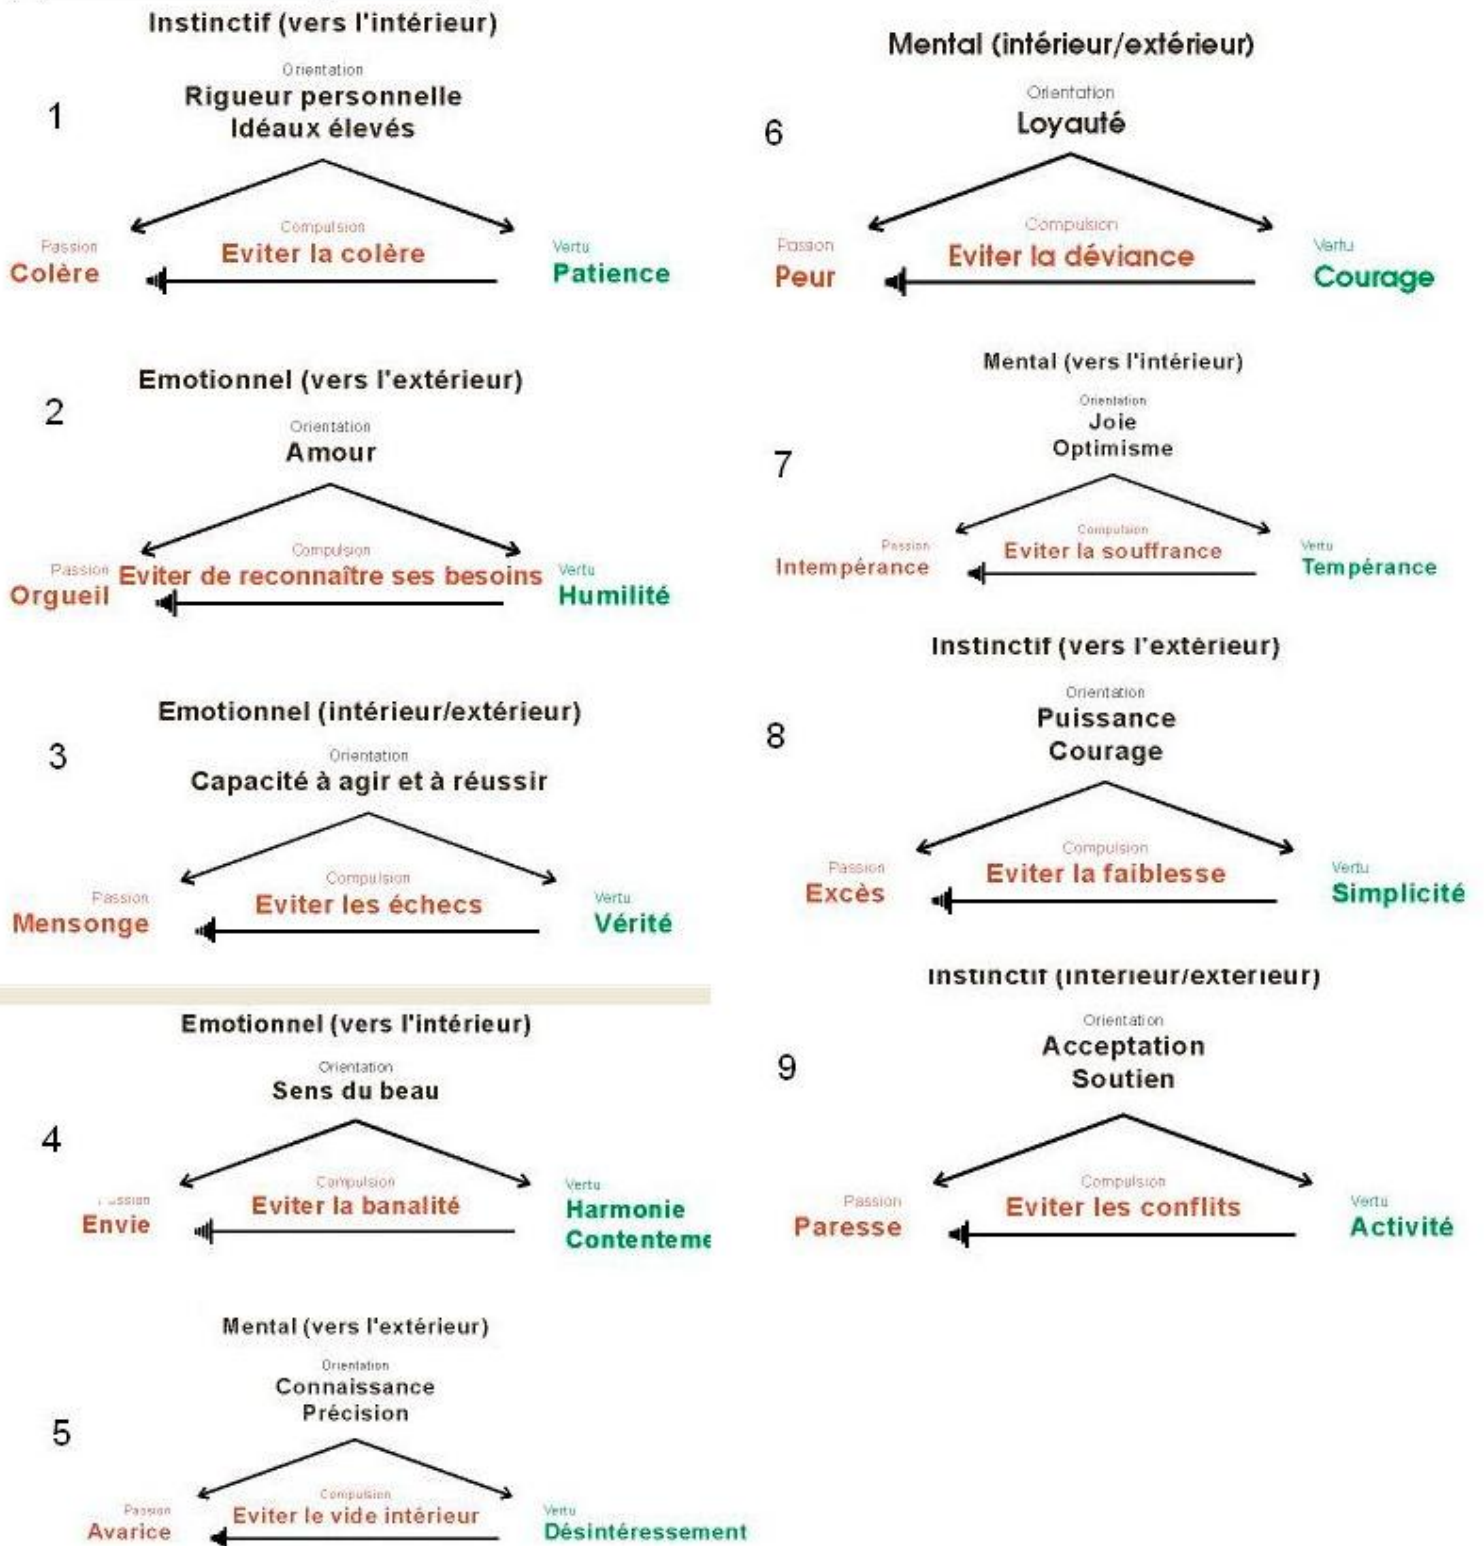 Instinctif (vers l'intérieur)
1
Orientation
Rigueur personnelle
Idéaux élevés
Passion
Colère
Compulsion
Eviter la colère
Vertu
Patience
Emotionnel (vers l'extérieur)
2
Orientation
Amour
Passion
Orgueil
Compulsion
Eviter de reconnaître ses besoins
Vertu
Humilité
Emotionnel (intérieur/extérieur)
3
Orientation
Capacité à agir et à réussir
Passion
Mensonge
Compulsion
Eviter les échecs
Vertu
Vérité
Emotionnel (vers l'intérieur)
4
Orientation
Sens du beau
Envie
Compulsion
Eviter la banalité
Vertu
Harmonie
Contenteme
Mental (vers l'extérieur)
5
Orientation
Connaissance
Précision
Passion
Avarice
Compulsion
Eviter le vide intérieur
Vertu
Désintéressement
Mental (intérieur/extérieur)
6
Orientation
Loyauté
Passion
Peur
Compulsion
Eviter la déviance
Vertu
Courage
Mental (vers l'intérieur)
7
Orientation
Joie
Optimisme
Passion
Intempérance
Compulsion
Eviter la souffrance
Vertu
Tempérance
Instinctif (vers l'extérieur)
8
Orientation
Puissance
Courage
Passion
Excès
Compulsion
Eviter la faiblesse
Vertu
Simplicité
Instinctif (intérieur/extérieur)
9
Orientation
Acceptation
Soutien
Passion
Paresse
Compulsion
Eviter les conflits
Vertu
Activité